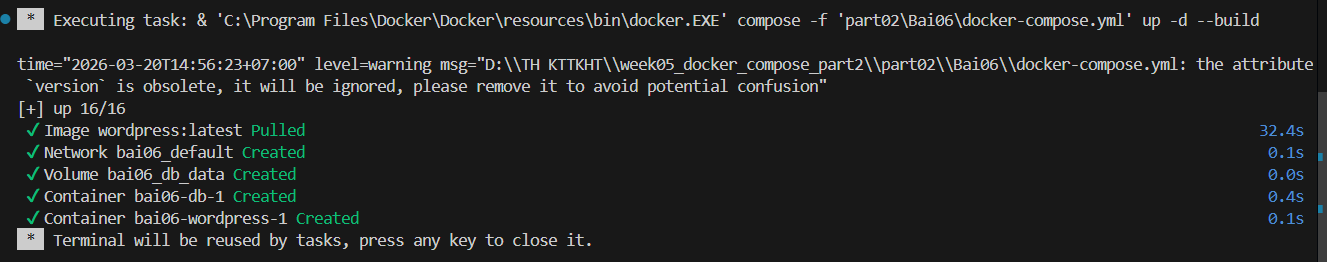 * Executing task: & 'C:\Program Files\Docker\Docker\resources\bin\docker.EXE' compose -f 'part02\Bai06\docker-compose.yml' up -d --build
time="2026-03-20T14:56:23+07:00" level=warning msg="D:\\TH KTTKHT\\week05_docker_compose_part2\\part02\\Bai06\\docker-compose.yml: the attribute
`version` is obsolete, it will be ignored, please remove it to avoid potential confusion"
[+] up 16/16
✔ Image wordpress:latest Pulled 32.4s
✔ Network bai06_default Created 0.1s
✔ Volume bai06_db_data Created 0.0s
✔ Container bai06-db-1 Created 0.4s
✔ Container bai06-wordpress-1 Created 0.1s
* Terminal will be reused by tasks, press any key to close it.